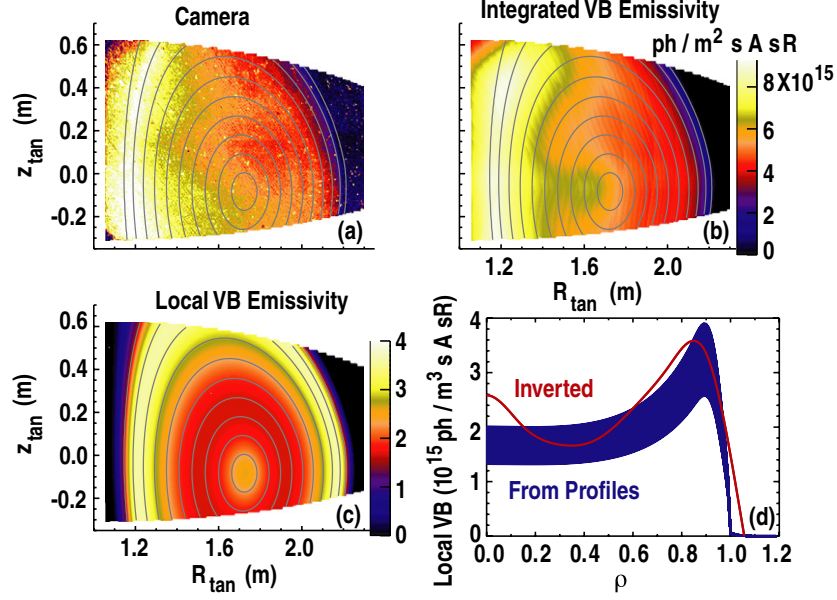 Camera
Integrated VB Emissivity
ph / m² s A sR
0.6
0.4
0.2
0.0
-0.2
z_tan (m)
(a)
1.2 1.6 2.0
R_tan (m)
(b)
8X10¹⁵
6
4
2
0
Local VB Emissivity
0.6
0.4
0.2
0.0
-0.2
z_tan (m)
(c)
1.2 1.6 2.0
R_tan (m)
4
3
2
1
0
Local VB (10¹⁵ ph / m³ s A sR)
4
3
2
1
0
Inverted
From Profiles
(d)
0.0 0.2 0.4 0.6 0.8 1.0 1.2
ρ